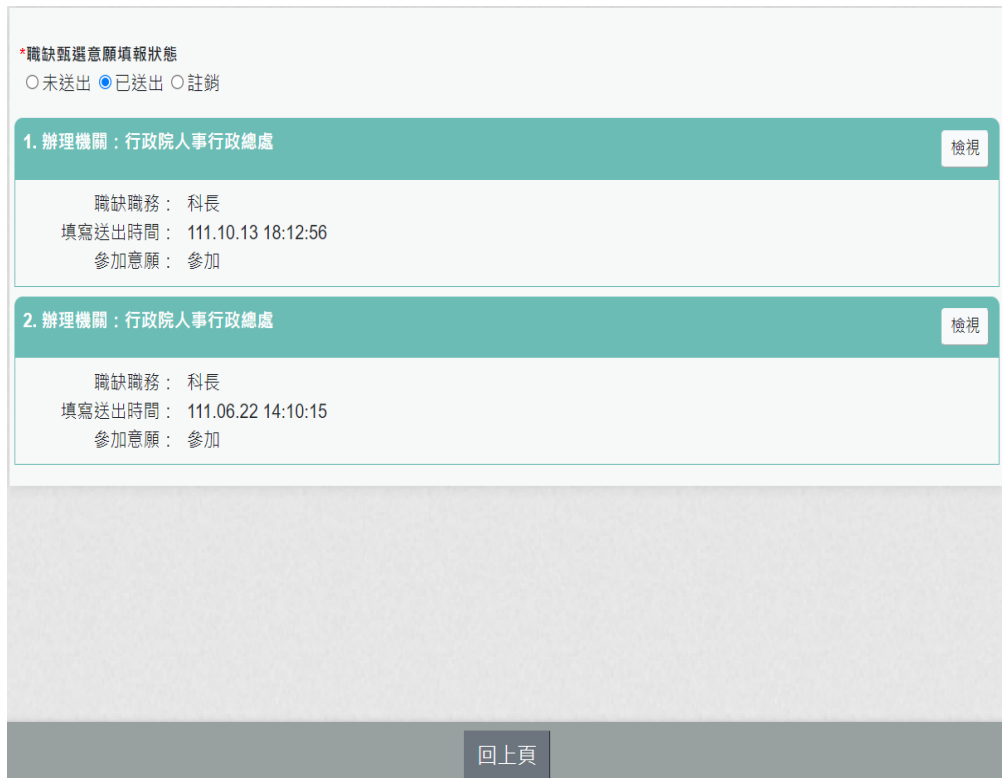 *職缺甄選意願填報狀態
未送出 已送出 註銷
1. 辦理機關：行政院人事行政總處 檢視
職缺職務： 科長
填寫送出時間： 111.10.13 18:12:56
參加意願： 參加
2. 辦理機關：行政院人事行政總處 檢視
職缺職務： 科長
填寫送出時間： 111.06.22 14:10:15
參加意願： 參加
回上頁